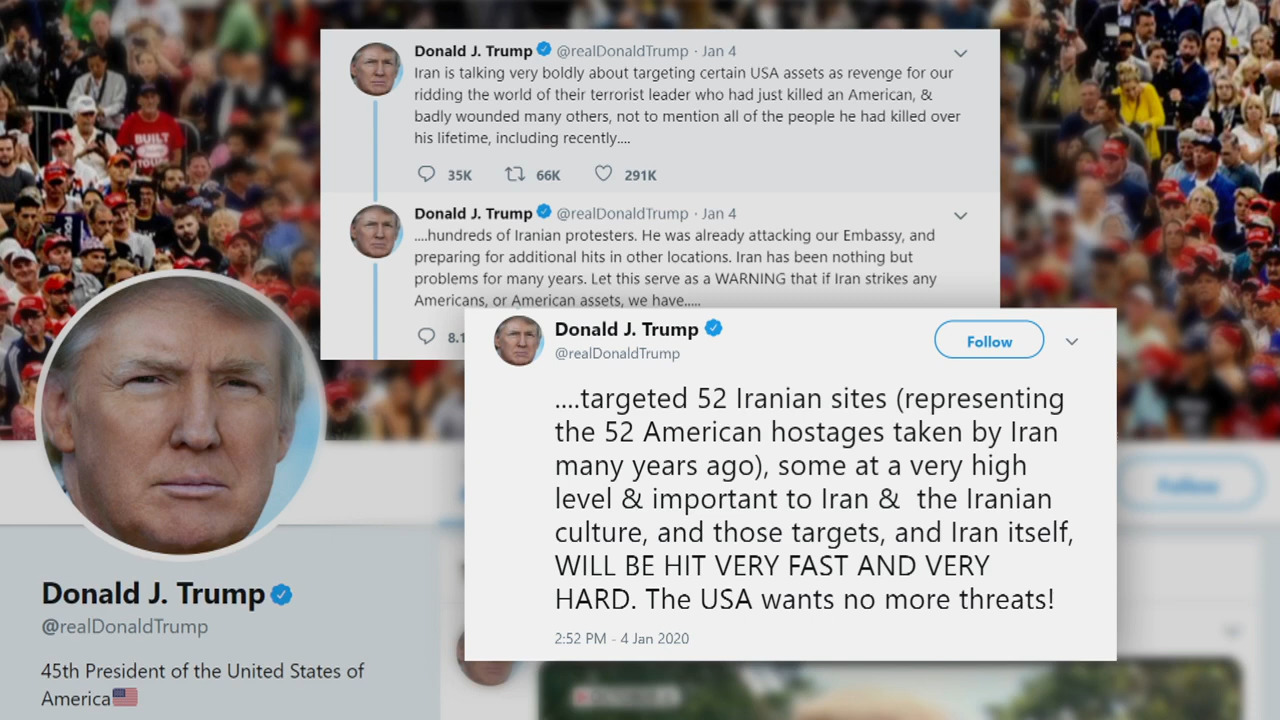 Donald J. Trump @realDonaldTrump · Jan 4
Iran is talking very boldly about targeting certain USA assets as revenge for our
ridding the world of their terrorist leader who had just killed an American, &
badly wounded many others, not to mention all of the people he had killed over
his lifetime, including recently....
35K 66K 291K
Donald J. Trump @realDonaldTrump · Jan 4
....hundreds of Iranian protesters. He was already attacking our Embassy, and
preparing for additional hits in other locations. Iran has been nothing but
problems for many years. Let this serve as a WARNING that if Iran strikes any
Americans, or American assets, we have.....
8.1
Donald J. Trump
@realDonaldTrump
Follow
....targeted 52 Iranian sites (representing
the 52 American hostages taken by Iran
many years ago), some at a very high
level & important to Iran &  the Iranian
culture, and those targets, and Iran itself,
WILL BE HIT VERY FAST AND VERY
HARD. The USA wants no more threats!
2:52 PM - 4 Jan 2020
Donald J. Trump
@realDonaldTrump
45th President of the United States of
America🇺🇸
Follow
BUILT